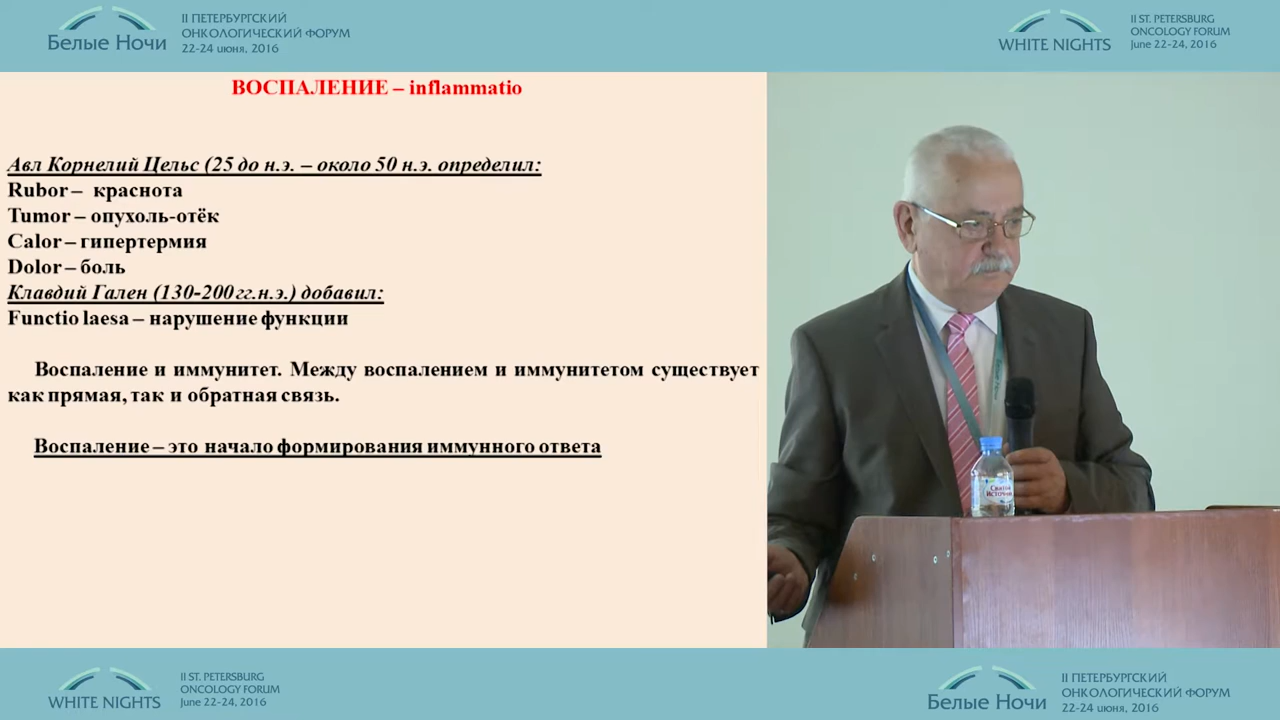 Белые Ночи
II ПЕТЕРБУРГСКИЙ
ОНКОЛОГИЧЕСКИЙ ФОРУМ
22-24 июня, 2016
WHITE NIGHTS
II ST. PETERSBURG
ONCOLOGY FORUM
June 22-24, 2016
ВОСПАЛЕНИЕ – inflammatio
Авл Корнелий Цельс (25 до н.э. – около 50 н.э. определил:
Rubor – краснота
Tumor – опухоль-отёк
Calor – гипертермия
Dolor – боль
Клавдий Гален (130-200гг.н.э.) добавил:
Functio laesa – нарушение функции
Воспаление и иммунитет. Между воспалением и иммунитетом существует
как прямая, так и обратная связь.
Воспаление – это начало формирования иммунного ответа
Святой
Источник
WHITE NIGHTS
II ST. PETERSBURG
ONCOLOGY FORUM
June 22-24, 2016
Белые Ночи
II ПЕТЕРБУРГСКИЙ
ОНКОЛОГИЧЕСКИЙ ФОРУМ
22-24 июня, 2016